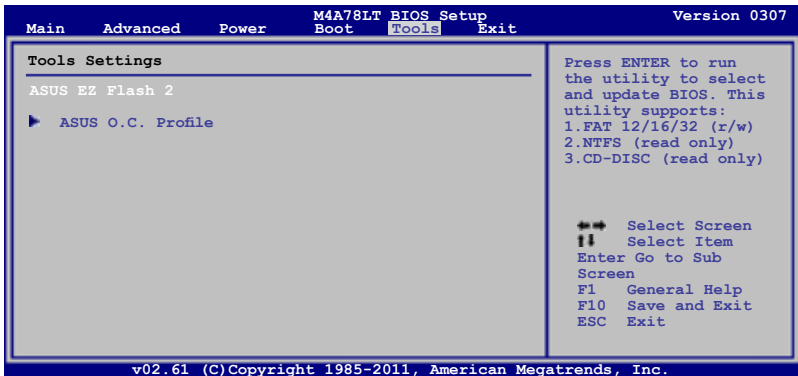 M4A78LT BIOS Setup Version 0307
Main Advanced Power Boot Tools Exit
Tools Settings
ASUS EZ Flash 2
ASUS O.C. Profile
Press ENTER to run
the utility to select
and update BIOS. This
utility supports:
1.FAT 12/16/32 (r/w)
2.NTFS (read only)
3.CD-DISC (read only)
Select Screen
Select Item
Enter Go to Sub
Screen
F1 General Help
F10 Save and Exit
ESC Exit
v02.61 (C)Copyright 1985-2011, American Megatrends, Inc.